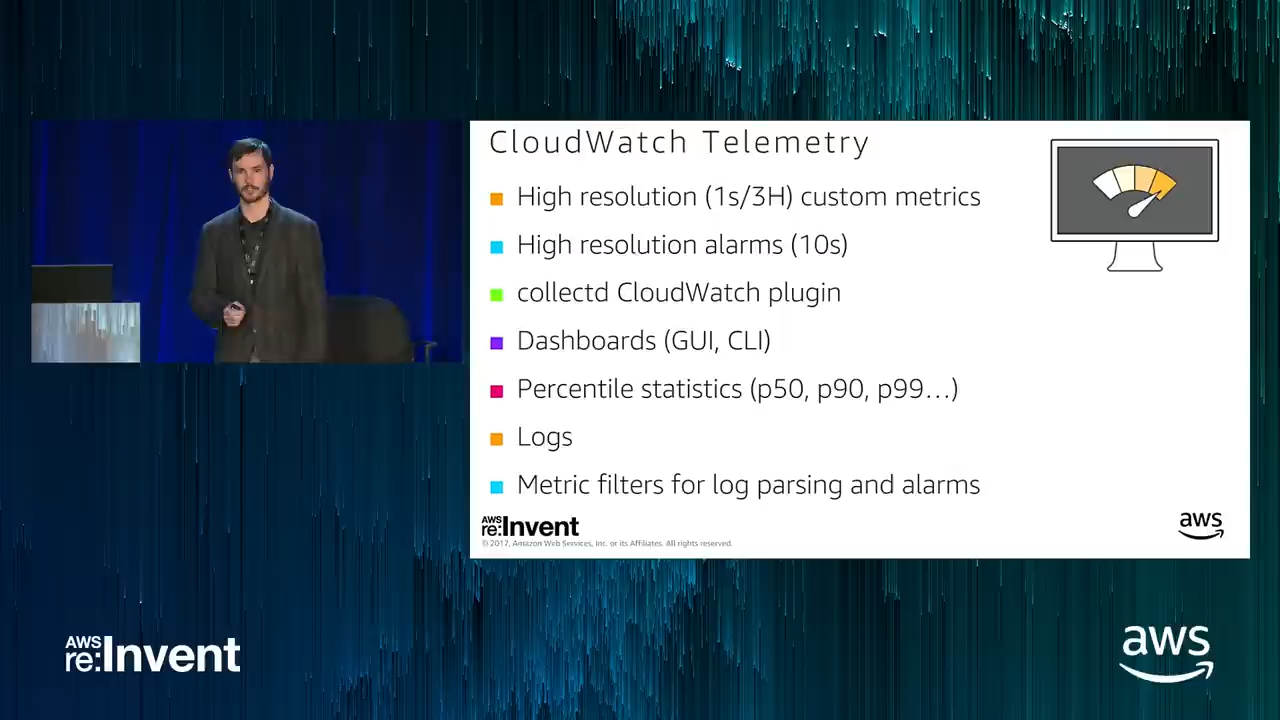 CloudWatch Telemetry
High resolution (1s/3H) custom metrics
High resolution alarms (10s)
collectd CloudWatch plugin
Dashboards (GUI, CLI)
Percentile statistics (p50, p90, p99…)
Logs
Metric filters for log parsing and alarms
AWS
re:Invent
aws
© 2017, Amazon Web Services, Inc. or its Affiliates. All rights reserved.
AWS
re:Invent
aws